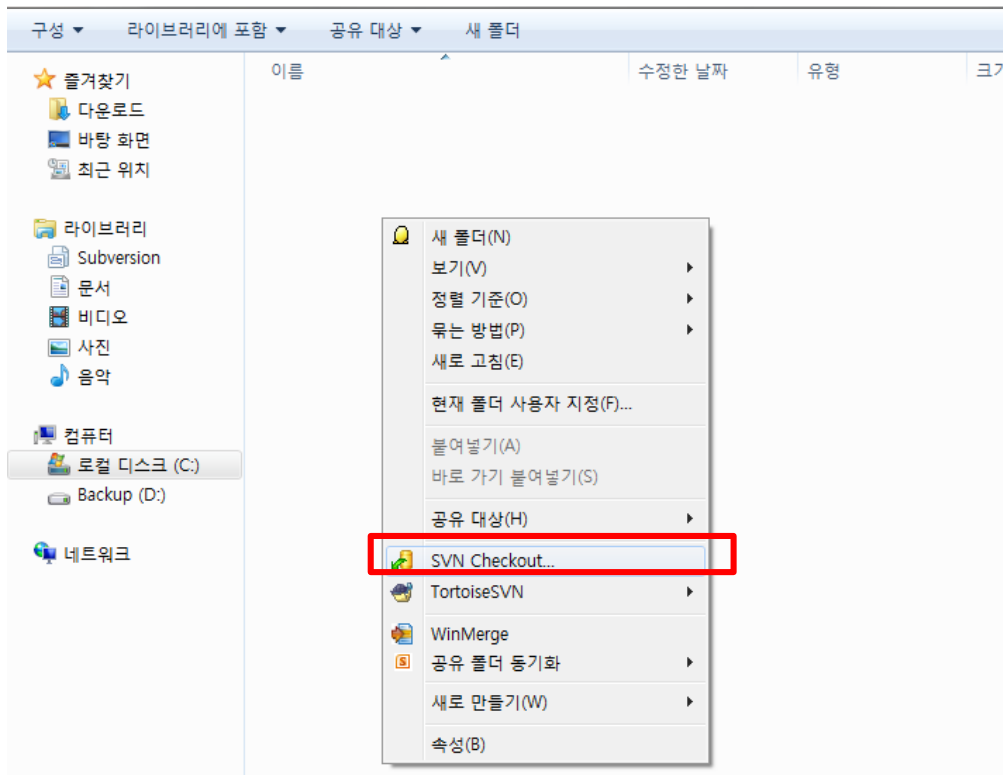 구성 라이브러리에 포함 공유 대상 새 폴더
이름 수정한 날짜 유형
즐겨찾기
다운로드
바탕 화면
최근 위치
라이브러리
Subversion
문서
비디오
사진
음악
컴퓨터
로컬 디스크 (C:)
Backup (D:)
네트워크
새 폴더(N)
보기(V)
정렬 기준(O)
묶는 방법(P)
새로 고침(E)
현재 폴더 사용자 지정(F)...
붙여넣기(A)
바로 가기 붙여넣기(S)
공유 대상(H)
SVN Checkout...
TortoiseSVN
WinMerge
공유 폴더 동기화
새로 만들기(W)
속성(B)